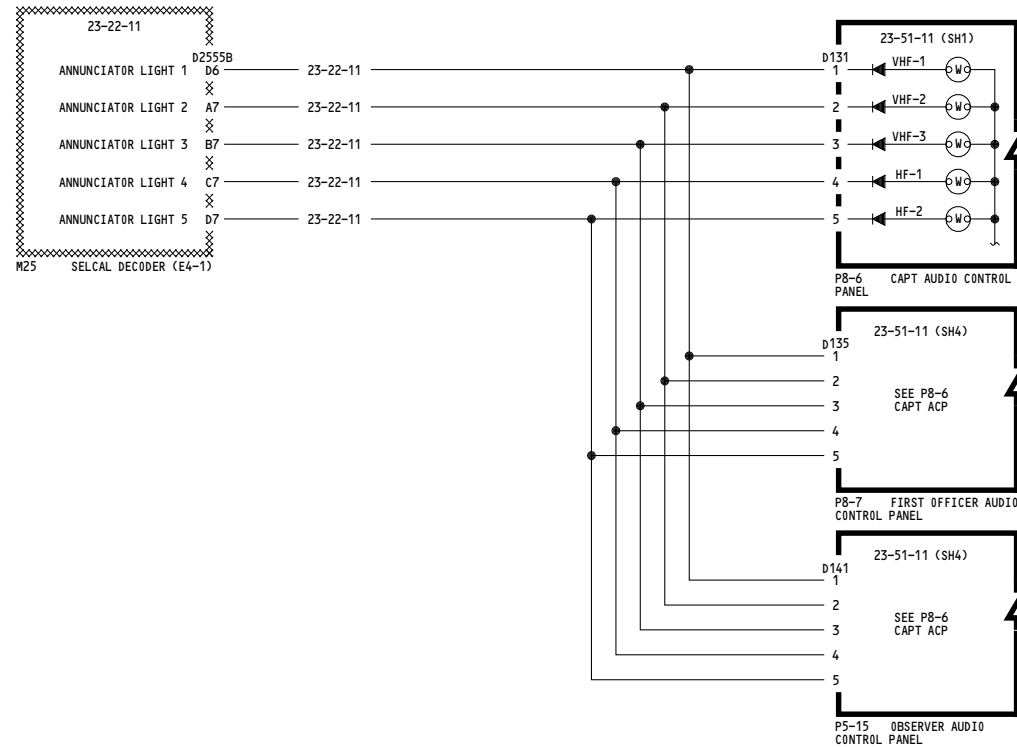 23-22-11
D2555B
ANNUNCIATOR LIGHT 1 D6 23-22-11
ANNUNCIATOR LIGHT 2 A7 23-22-11
ANNUNCIATOR LIGHT 3 B7 23-22-11
ANNUNCIATOR LIGHT 4 C7 23-22-11
ANNUNCIATOR LIGHT 5 D7 23-22-11
M25 SELCAL DECODER (E4-1)
23-51-11 (SH1)
D131
1 VHF-1 W
2 VHF-2 W
3 VHF-3 W
4 HF-1 W
5 HF-2 W
P8-6 CAPT AUDIO CONTROL
PANEL
23-51-11 (SH4)
D135
1
2
3
4
5
SEE P8-6
CAPT ACP
P8-7 FIRST OFFICER AUDIO
CONTROL PANEL
23-51-11 (SH4)
D141
1
2
3
4
5
SEE P8-6
CAPT ACP
P5-15 OBSERVER AUDIO
CONTROL PANEL